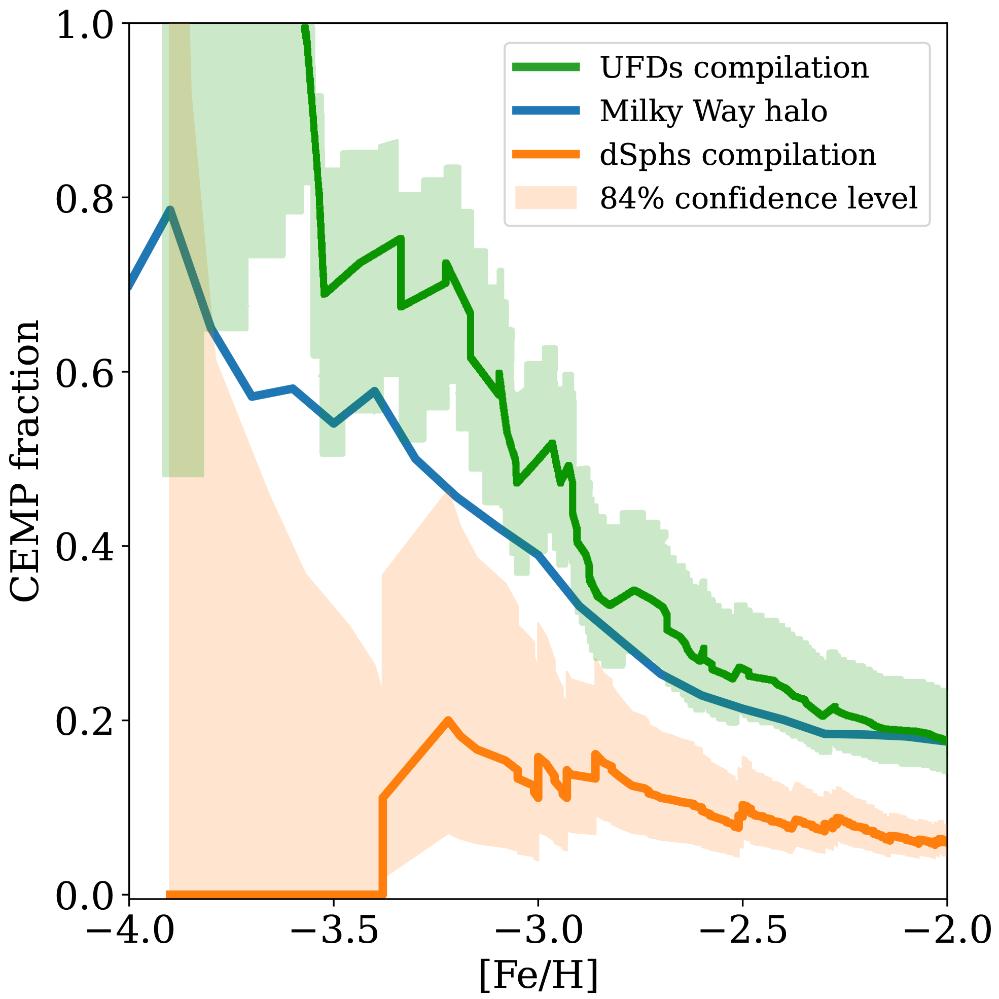 1.0
0.8
0.6
0.4
0.2
0.0
CEMP fraction
UFDs compilation
Milky Way halo
dSphs compilation
84% confidence level
−4.0 −3.5 −3.0 −2.5 −2.0
[Fe/H]